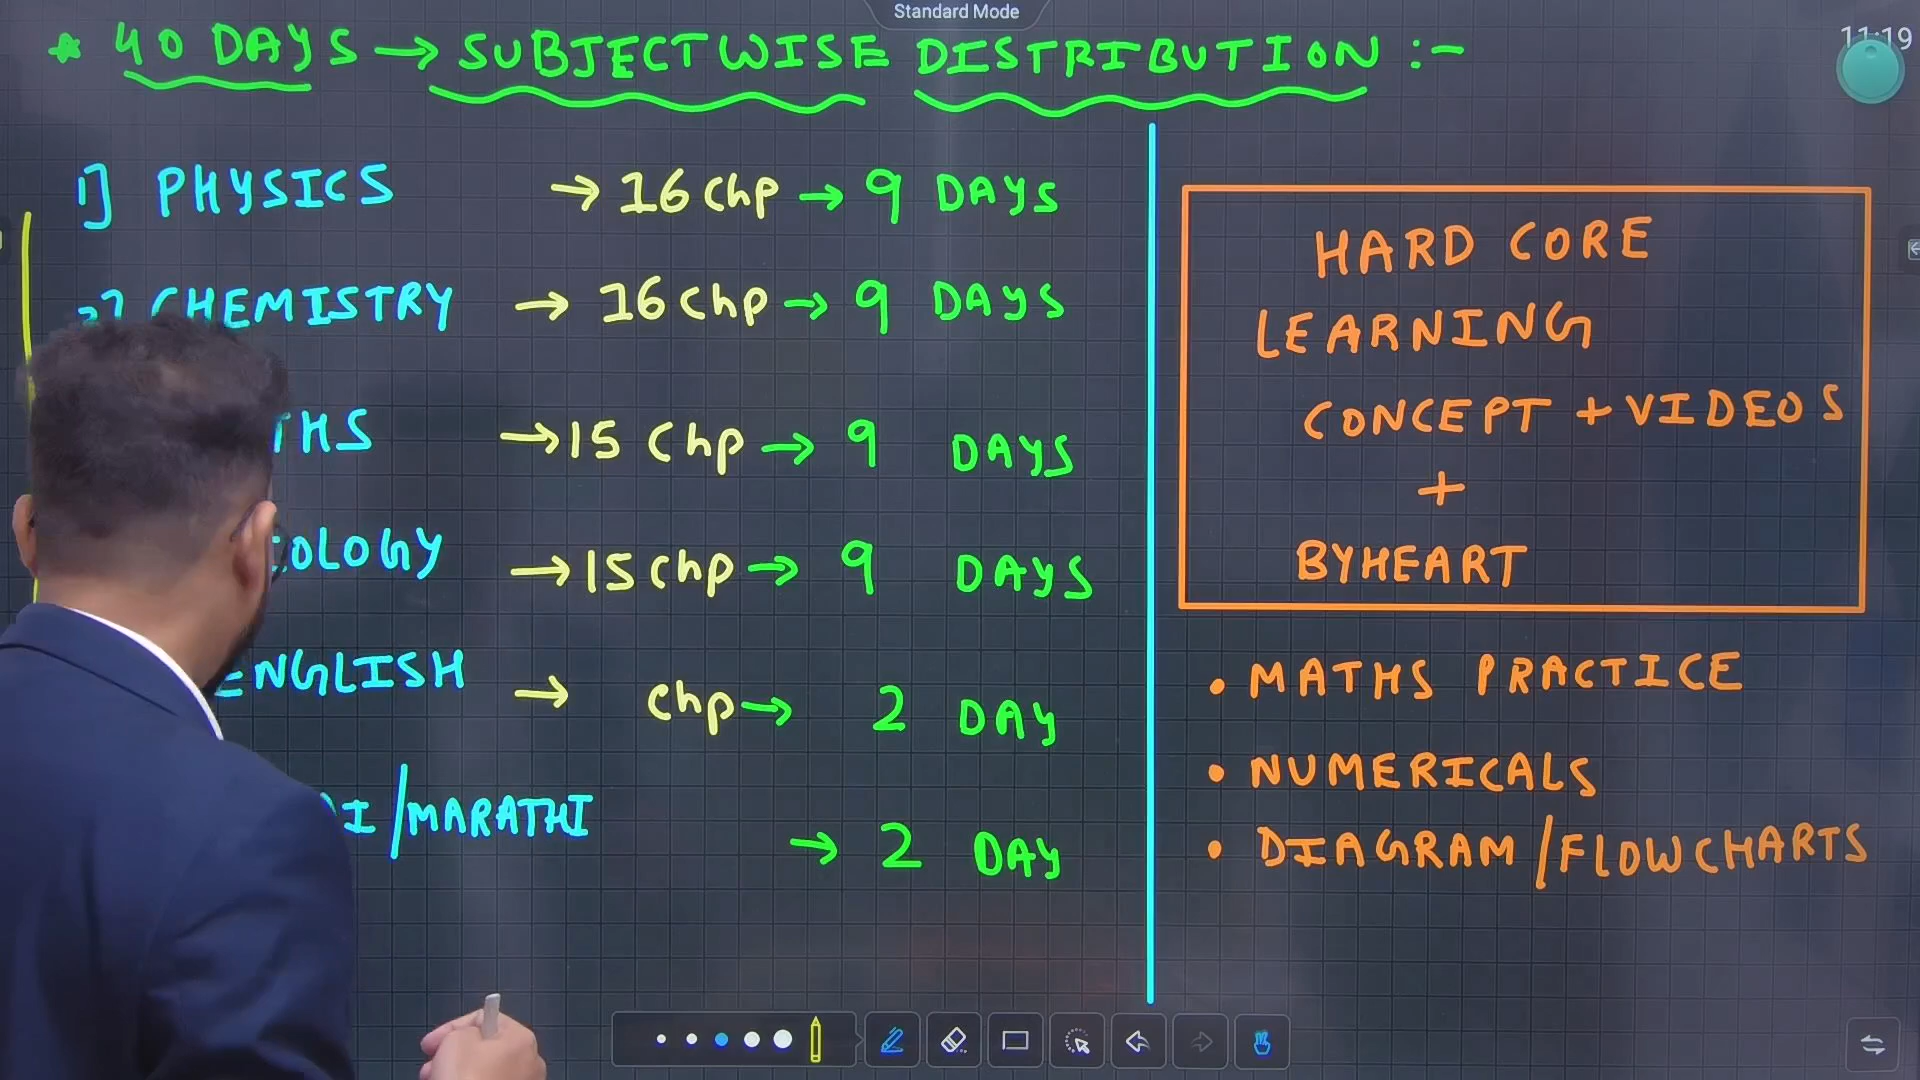 Standard Mode
11:19
* 40 DAYS → SUBJECTWISE DISTRIBUTION :-
1] PHYSICS → 16 Chp → 9 DAYS
2] CHEMISTRY → 16 Chp → 9 DAYS
THS → 15 Chp → 9 DAYS
OLOGY → 15 Chp → 9 DAYS
ENGLISH → Chp → 2 DAY
I/MARATHI → 2 DAY
HARD CORE
LEARNING
CONCEPT + VIDEOS
+
BYHEART
• MATHS PRACTICE
• NUMERICALS
• DIAGRAM/FLOWCHARTS